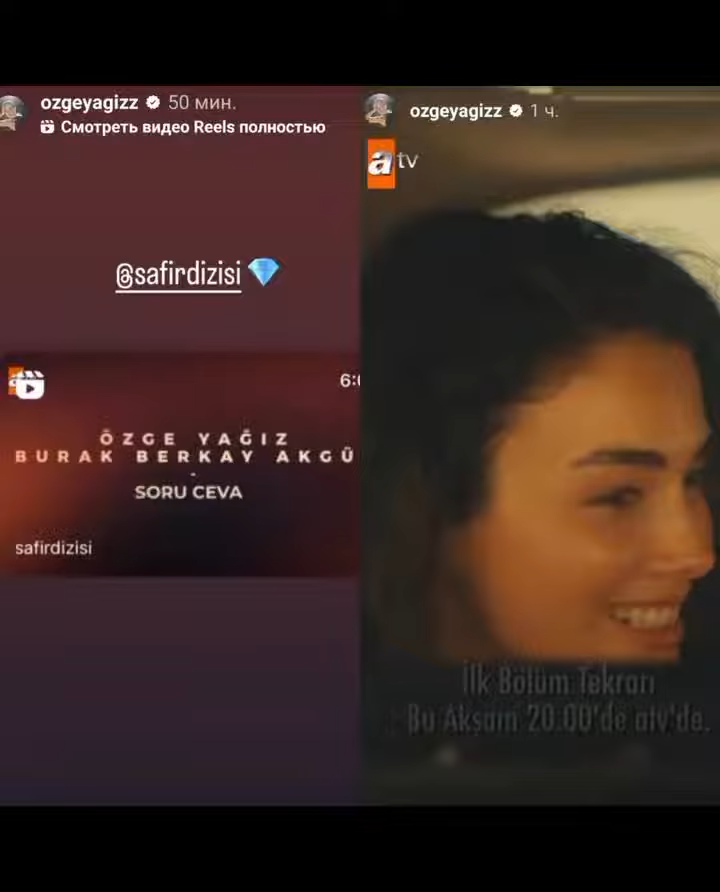 ozgeyagizz 50 мин.
Смотреть видео Reels полностью
@safirdizisi
6:
ÖZGE YAĞIZ
BURAK BERKAY AKGÜ
-
SORU CEVA
safirdizisi
ozgeyagizz 1 ч.
atv
İlk Bölüm Tekrarı
Bu Akşam 20.00'de atv'de.